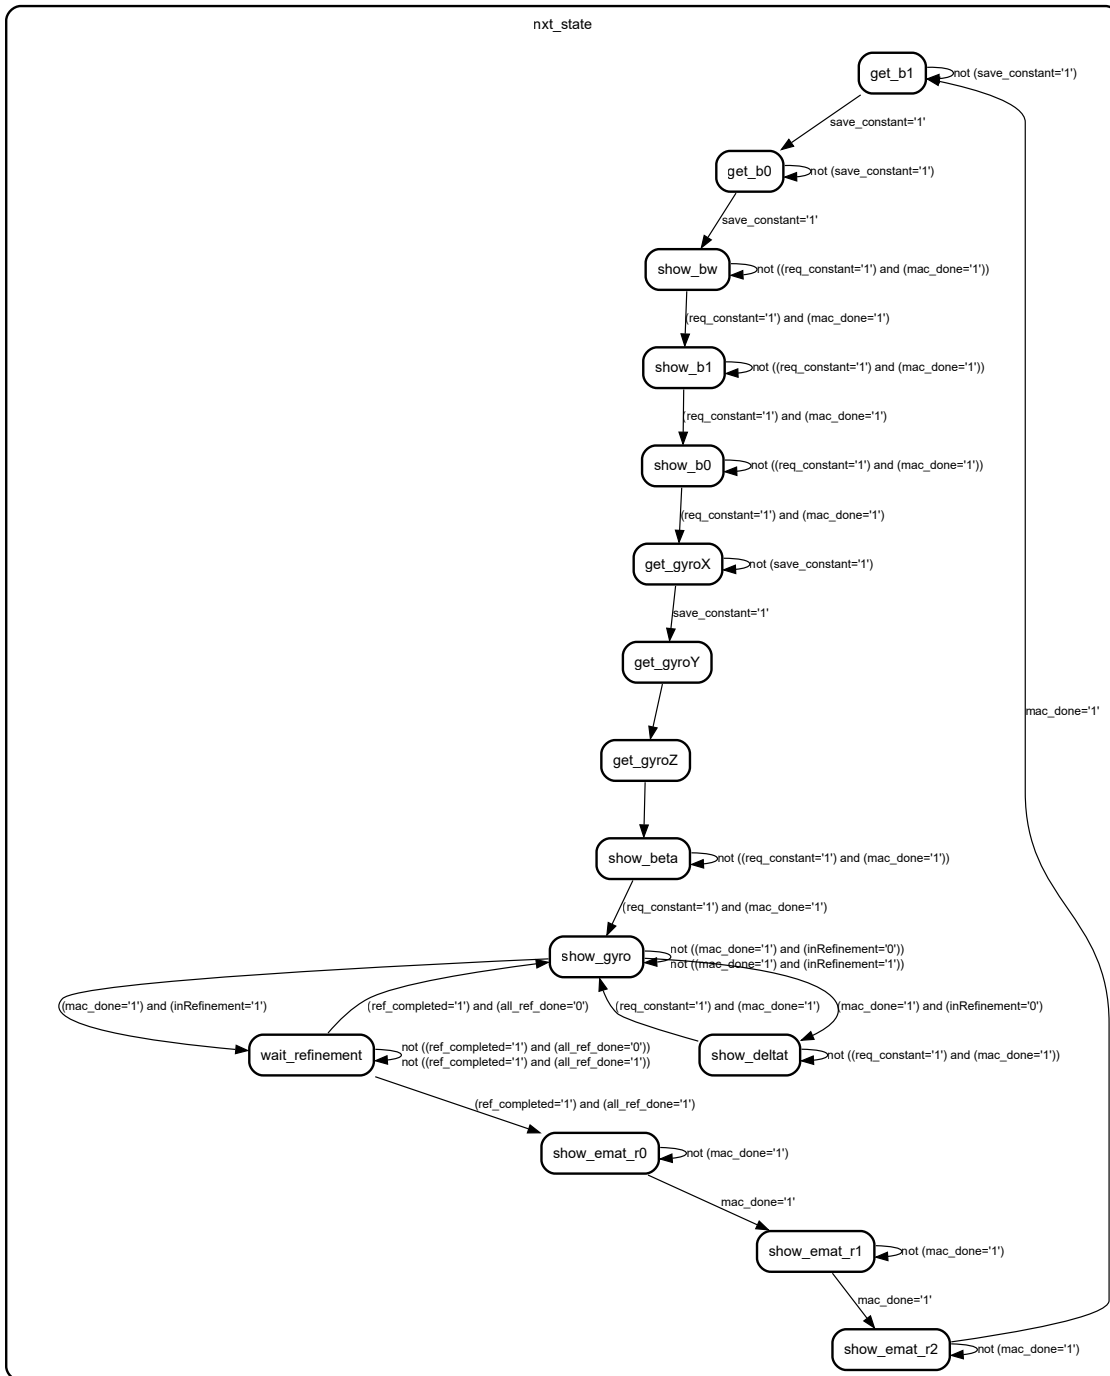 nxt_state
get_b1
not (save_constant='1')
save_constant='1'
get_b0
not (save_constant='1')
save_constant='1'
show_bw
not ((req_constant='1') and (mac_done='1'))
(req_constant='1') and (mac_done='1')
show_b1
not ((req_constant='1') and (mac_done='1'))
(req_constant='1') and (mac_done='1')
show_b0
not ((req_constant='1') and (mac_done='1'))
(req_constant='1') and (mac_done='1')
get_gyroX
not (save_constant='1')
save_constant='1'
get_gyroY
mac_done='1'
get_gyroZ
show_beta
not ((req_constant='1') and (mac_done='1'))
(req_constant='1') and (mac_done='1')
show_gyro
not ((mac_done='1') and (inRefinement='0'))
not ((mac_done='1') and (inRefinement='1'))
(mac_done='1') and (inRefinement='1')
(ref_completed='1') and (all_ref_done='0')
(req_constant='1') and (mac_done='1')
(mac_done='1') and (inRefinement='0')
wait_refinement
not ((ref_completed='1') and (all_ref_done='0'))
not ((ref_completed='1') and (all_ref_done='1'))
show_deltat
not ((req_constant='1') and (mac_done='1'))
(ref_completed='1') and (all_ref_done='1')
show_emat_r0
not (mac_done='1')
mac_done='1'
show_emat_r1
not (mac_done='1')
mac_done='1'
show_emat_r2
not (mac_done='1')